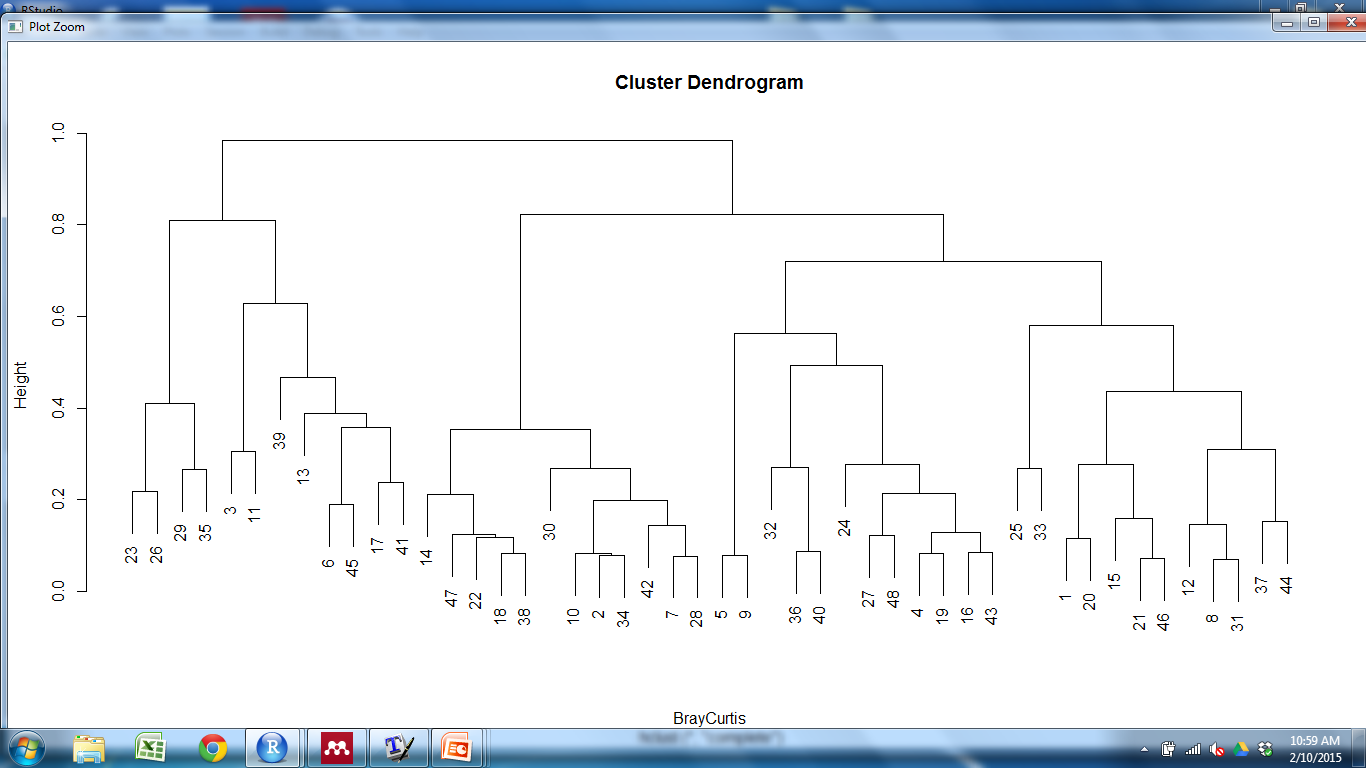 RStudio
Plot Zoom
Cluster Dendrogram
Height
1.0
0.8
0.6
0.4
0.2
0.0
23 26 29 35 3 11 39 13 6 45 17 41 14 47 22 18 38 30 10 2 34 42 7 28 5 9 32 36 40 24 27 48 4 19 16 43 25 33 1 20 15 21 46 12 8 31 37 44
BrayCurtis
hclust (*, "complete")
10:59 AM
2/10/2015